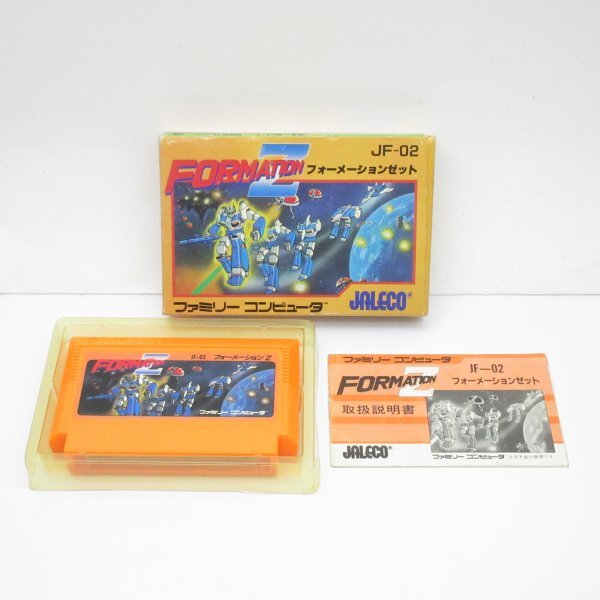 JF-02
FORMATION Z
フォーメーションゼット
ファミリー コンピュータ™
JALECO®
FORMATION Z
JF-02 フォーメーションZ
ファミリー コンピュータ
ファミリー コンピュータ
JF-02
FORMATION Z
フォーメーションゼット
取扱説明書
JALECO®
ファミリー コンピュータ